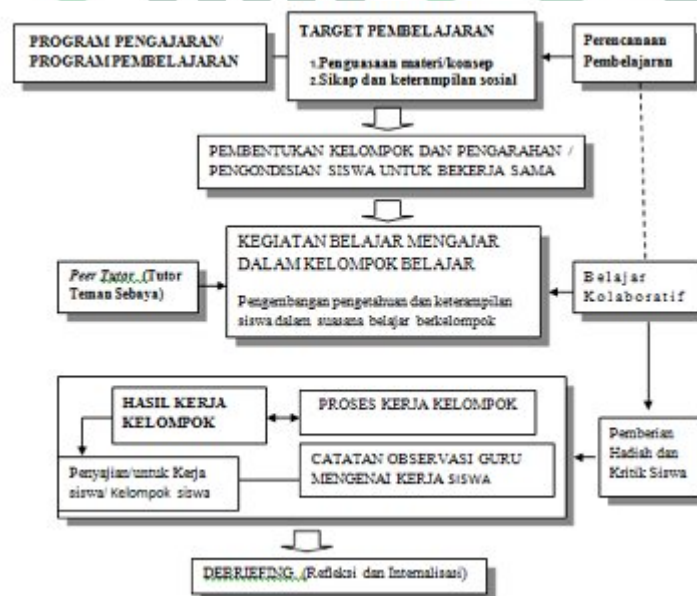 PROGRAM PENGAJARAN/
PROGRAM PEMBELAJARAN
TARGET PEMBELAJARAN
1.Penguasaan materi/konsep
2.Sikap dan keterampilan sosial
Perencanaan
Pembelajaran
PEMBENTUKAN KELOMPOK DAN PENGARAHAN /
PENGONDISIAN SISWA UNTUK BEKERJA SAMA
KEGIATAN BELAJAR MENGAJAR
DALAM KELOMPOK BELAJAR
Pengembangan pengetahuan dan keterampilan
siswa dalam suasana belajar berkelompok
Peer Tutor (Tutor
Teman Sebaya)
Belajar
Kolaboratif
HASIL KERJA
KELOMPOK
PROSES KERJA KELOMPOK
Penyajian/untuk Kerja
siswa/ Kelompok siswa
CATATAN OBSERVASI GURU
MENGENAI KERJA SISWA
Pemberian
Hadiah dan
Kritik Siswa
DEBRIEFING (Refleksi dan Internalisasi)